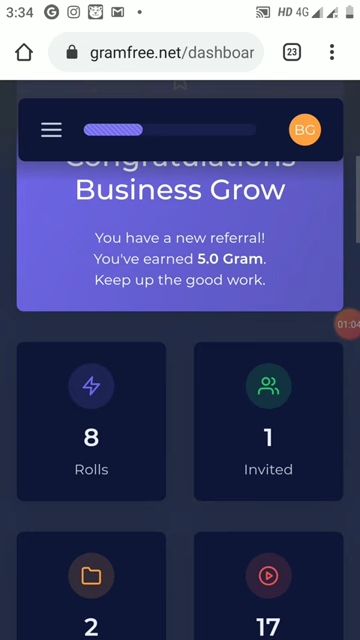 3:34
HD 4G
gramfree.net/dashboar
23
BG
Congratulations
Business Grow
You have a new referral!
You've earned 5.0 Gram.
Keep up the good work.
01:04
8
1
Rolls
Invited
2
17